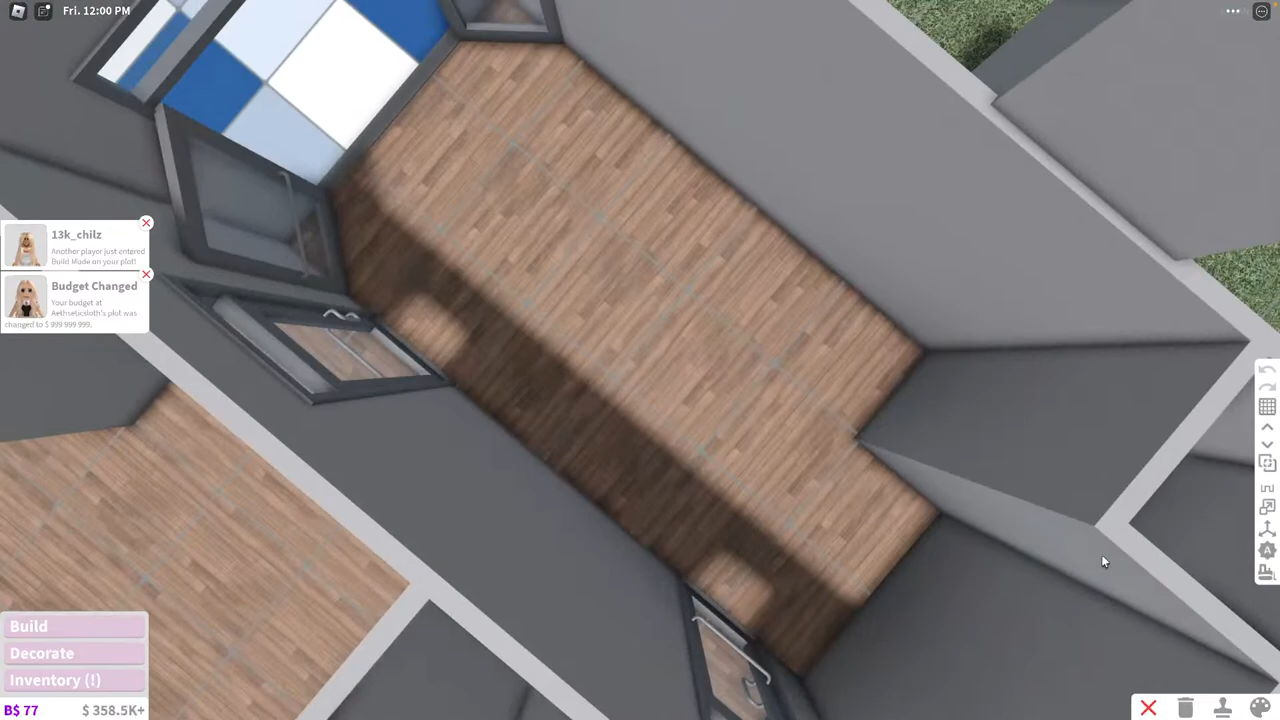 Fri. 12:00 PM
13k_chilz
Another player just entered
Build Mode on your plot!
Budget Changed
Your budget at
Aethseticsloth's plot was
changed to $ 999 999 999.
Build
Decorate
Inventory (!)
B$ 77
$ 358.5K+